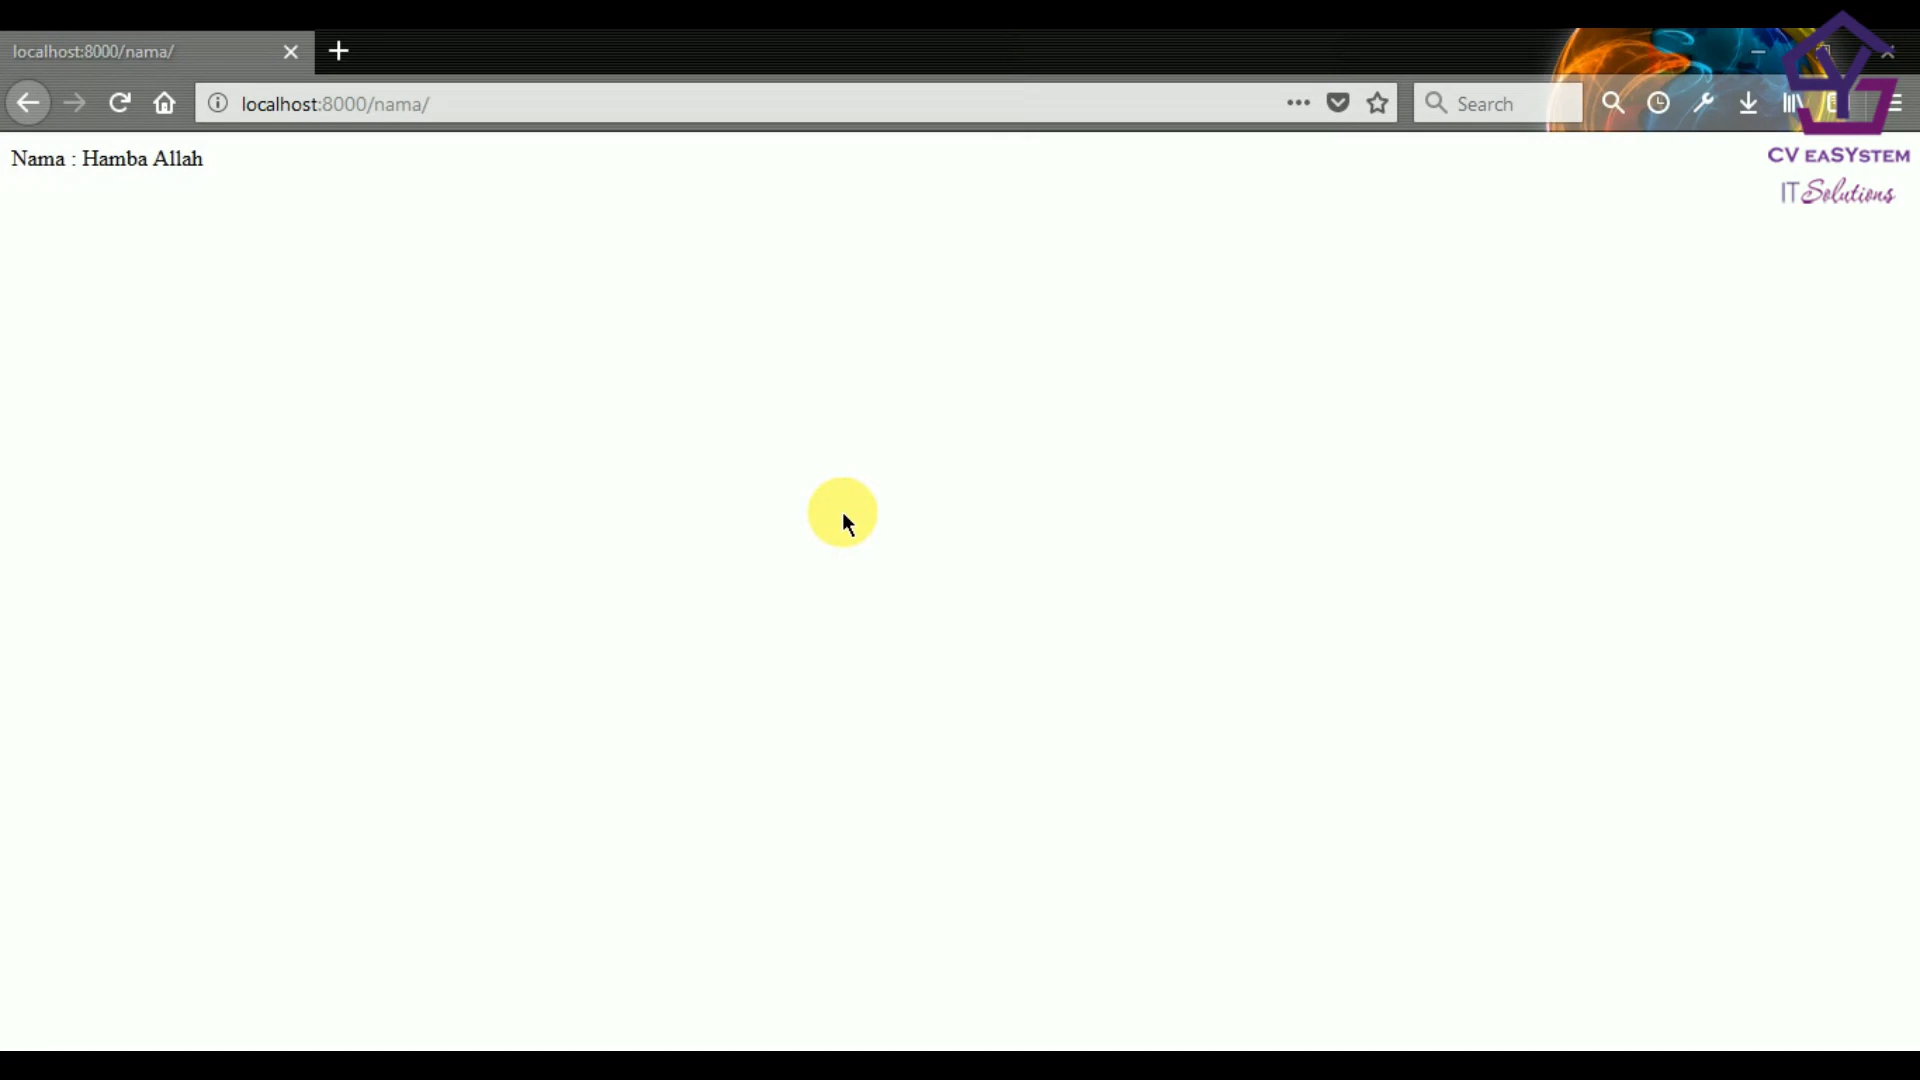 localhost:8000/nama/
localhost:8000/nama/
Search
Nama : Hamba Allah
CV EASYSTEM
IT Solutions